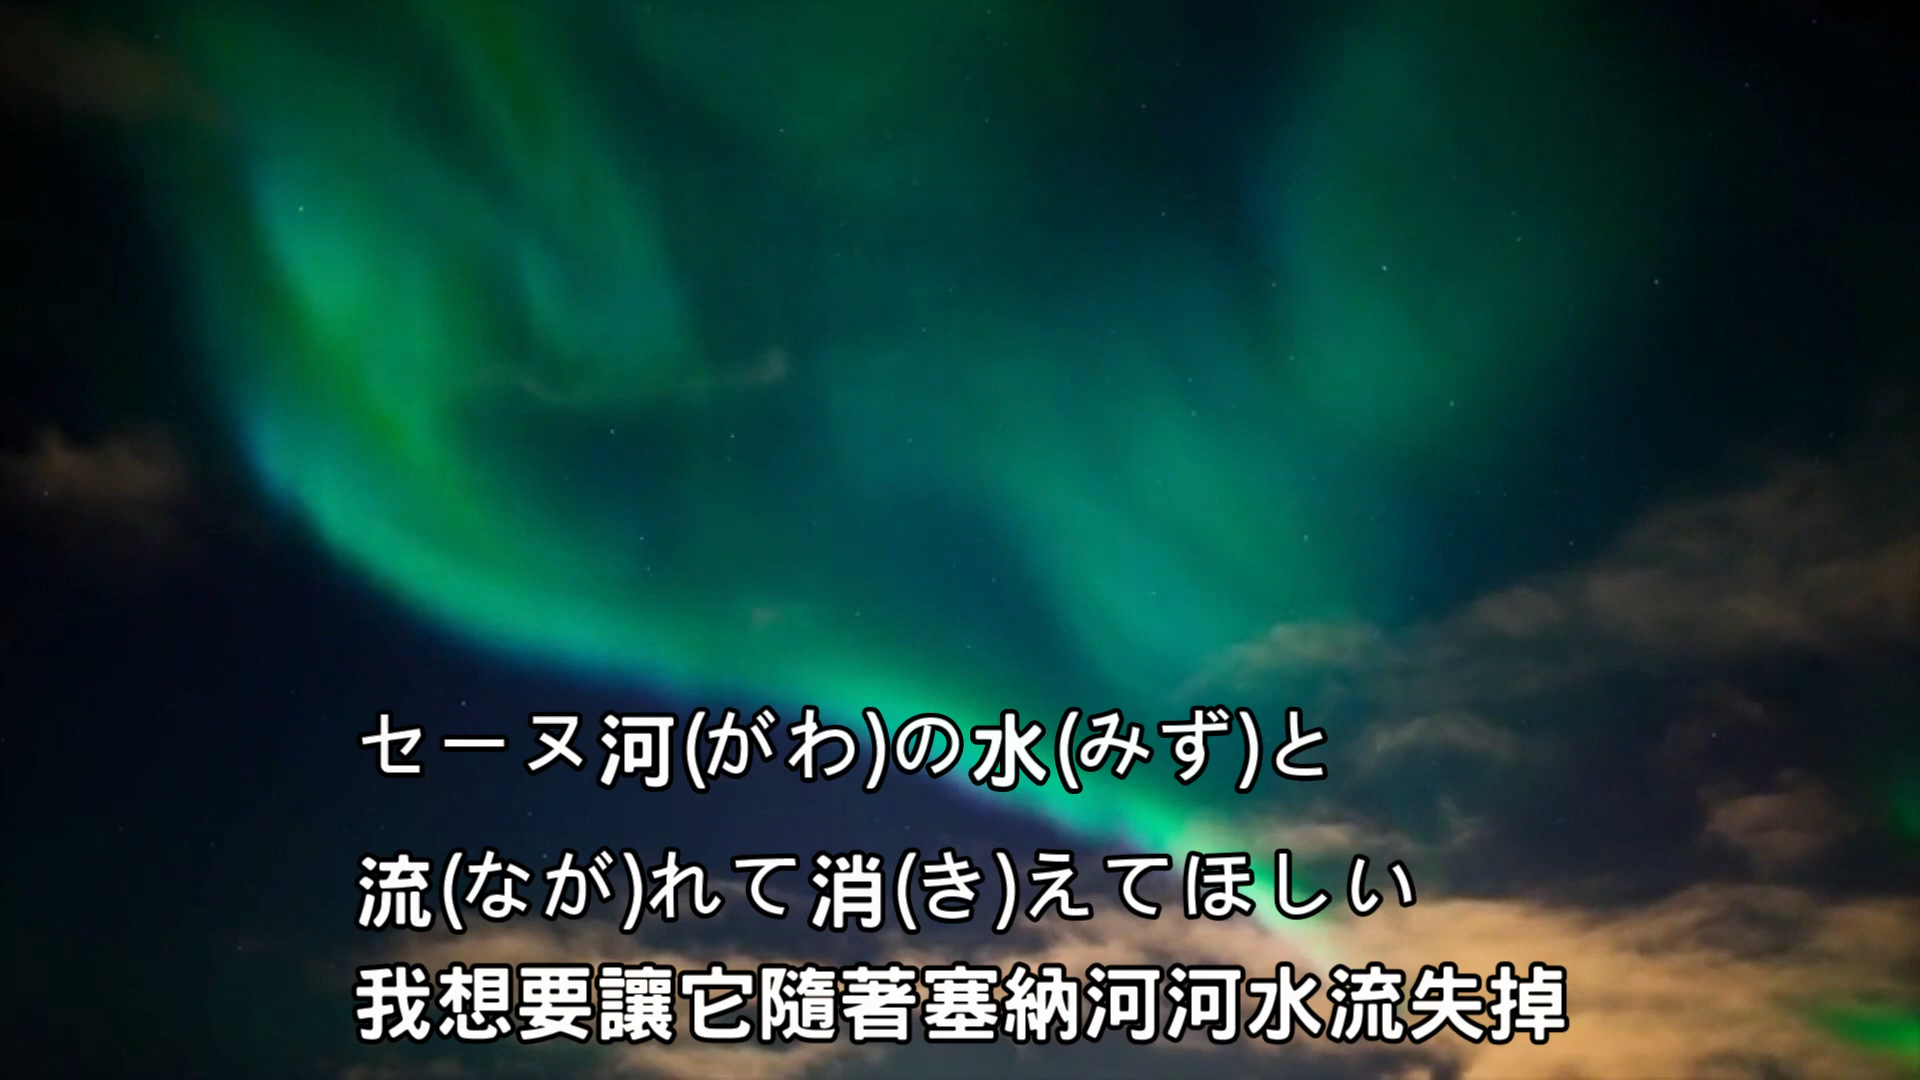 セーヌ河(がわ)の水(みず)と
流(なが)れて消(き)えてほしい
我想要讓它隨著塞納河河水流失掉